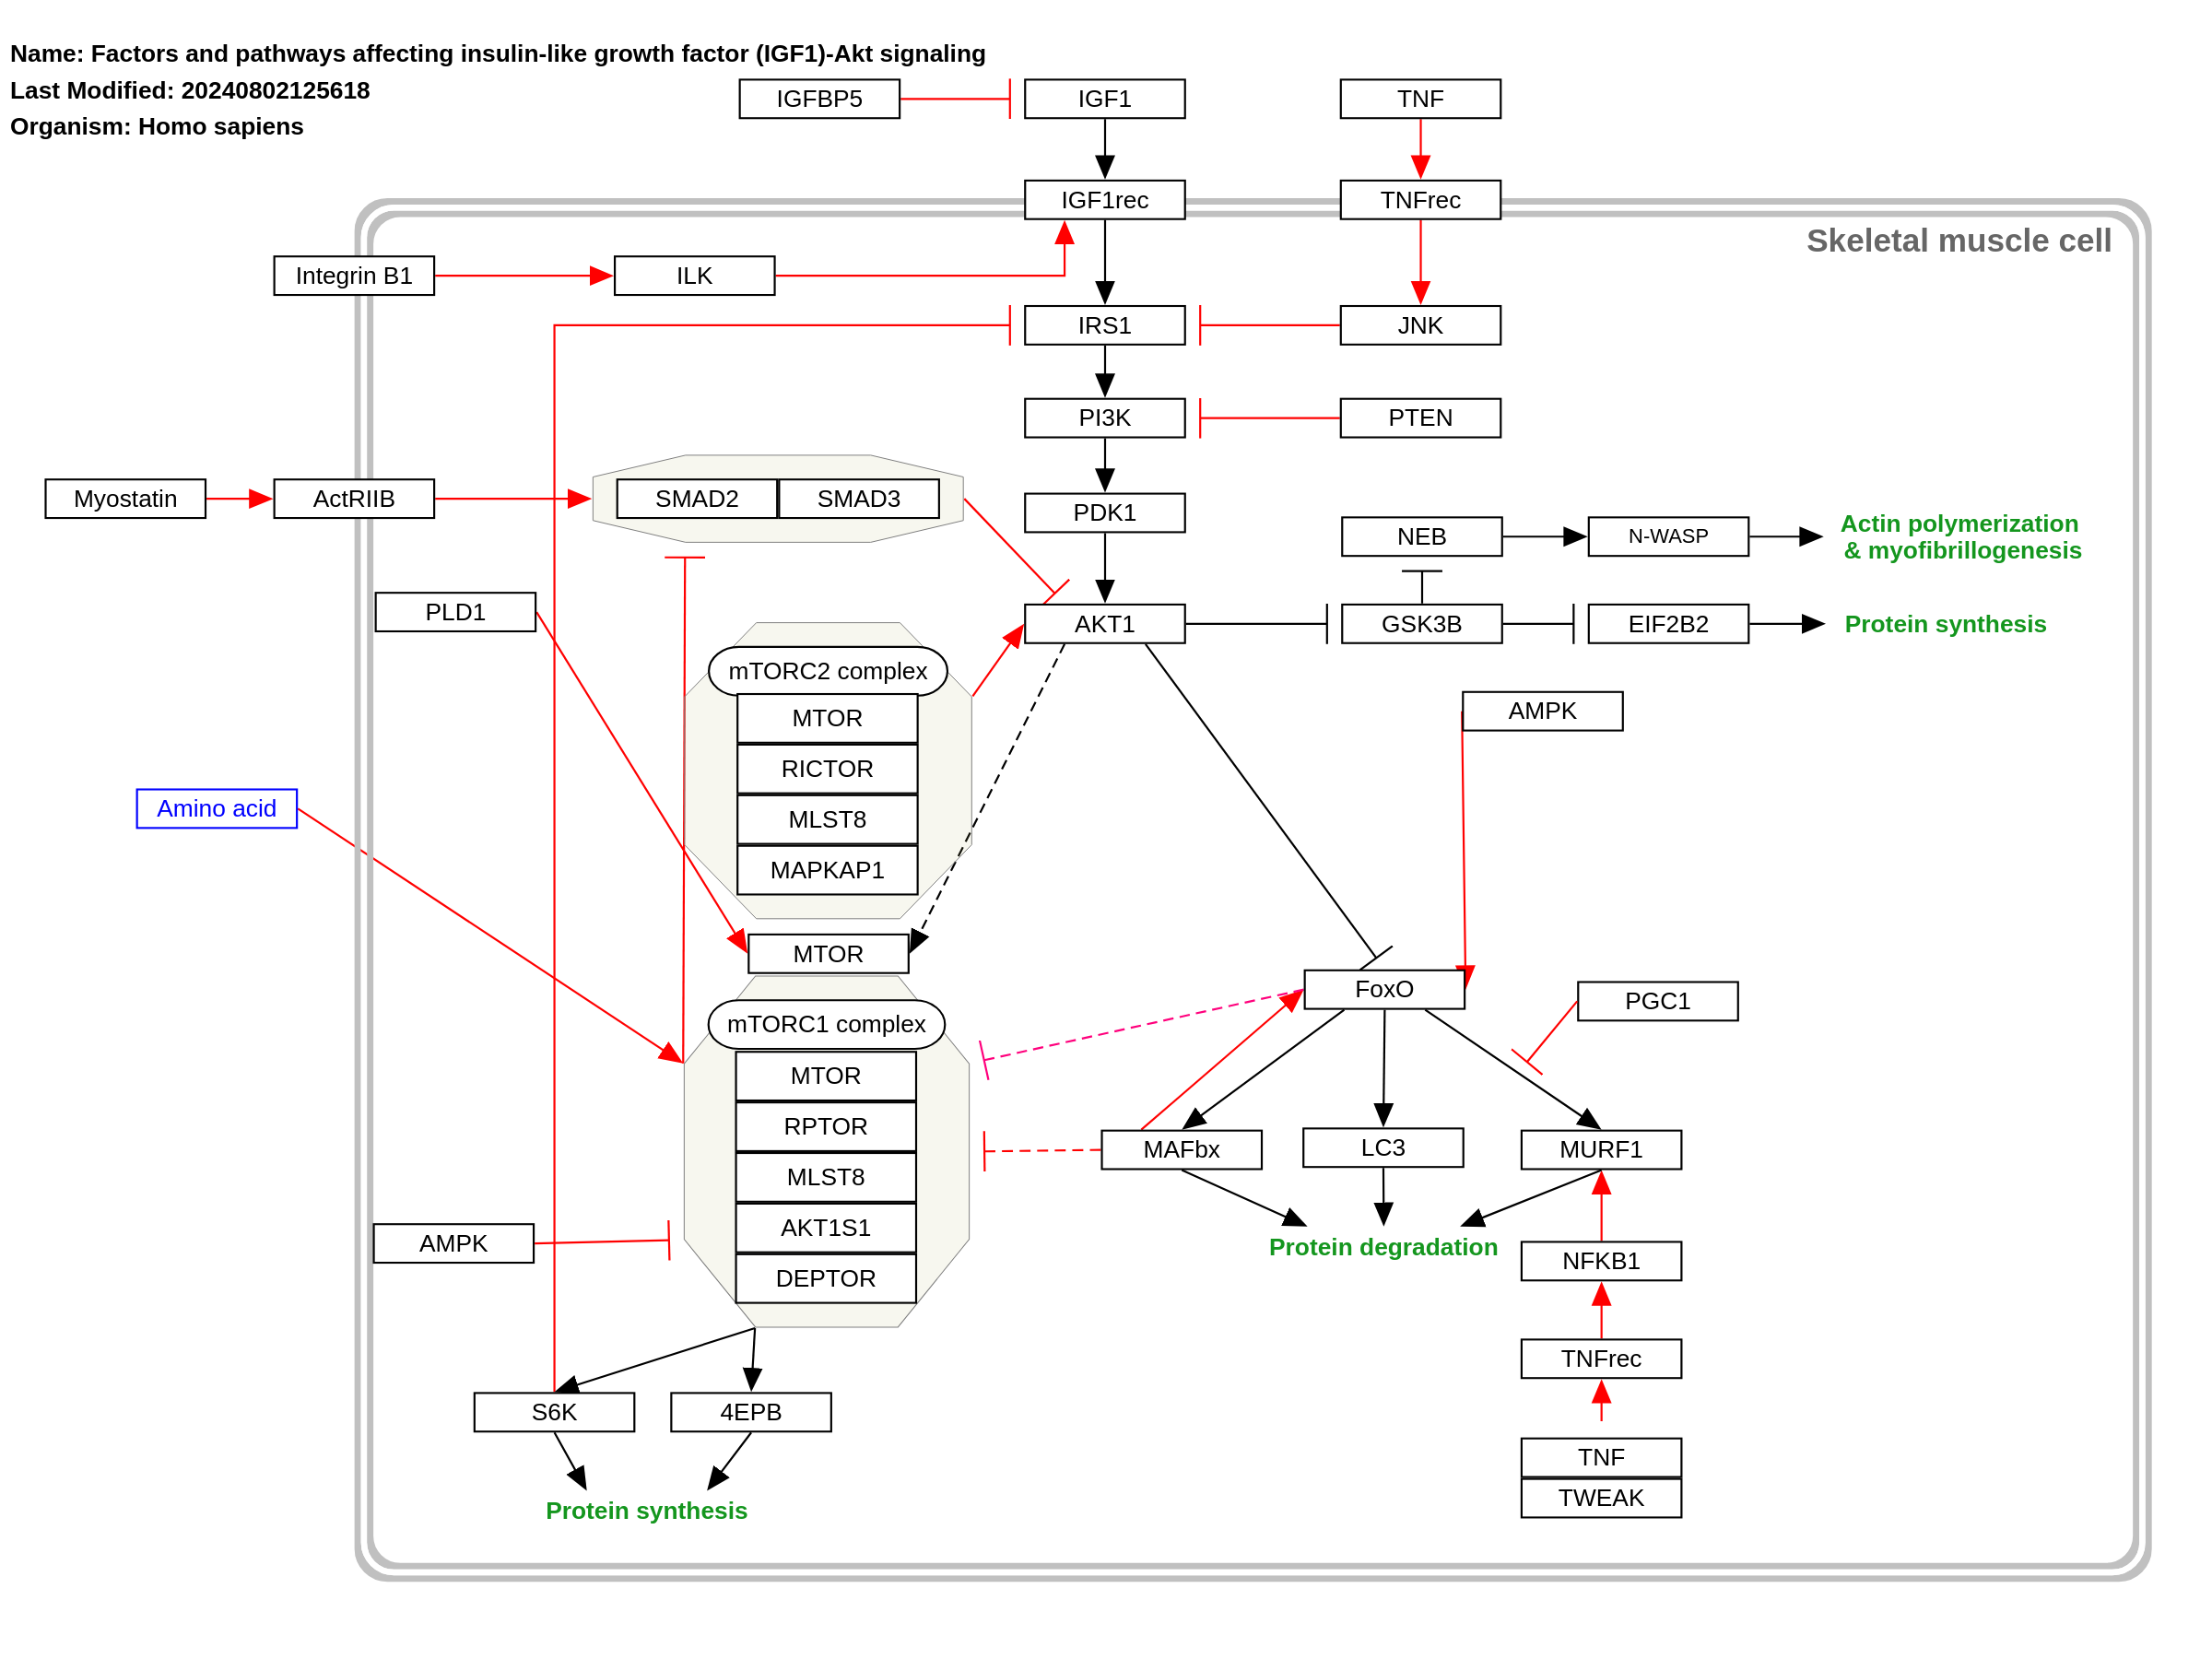 Name: Factors and pathways affecting insulin-like growth factor (IGF1)-Akt signaling
Last Modified: 20240802125618
Organism: Homo sapiens
IGFBP5
IGF1
TNF
IGF1rec
TNFrec
Skeletal muscle cell
Integrin B1
ILK
IRS1
JNK
PI3K
PTEN
Myostatin
ActRIIB
SMAD2
SMAD3
PDK1
NEB
N-WASP
Actin polymerization
& myofibrillogenesis
PLD1
AKT1
GSK3B
EIF2B2
Protein synthesis
mTORC2 complex
MTOR
RICTOR
MLST8
MAPKAP1
AMPK
Amino acid
MTOR
FoxO
PGC1
mTORC1 complex
MTOR
RPTOR
MLST8
AKT1S1
DEPTOR
MAFbx
LC3
MURF1
AMPK
Protein degradation
NFKB1
TNFrec
S6K
4EPB
TNF
TWEAK
Protein synthesis